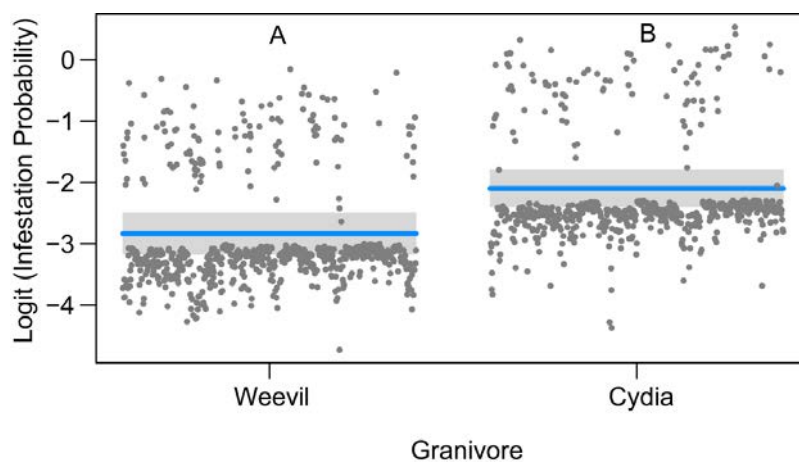 A
B
Logit (Infestation Probability)
0
−1
−2
−3
−4
Weevil
Cydia
Granivore